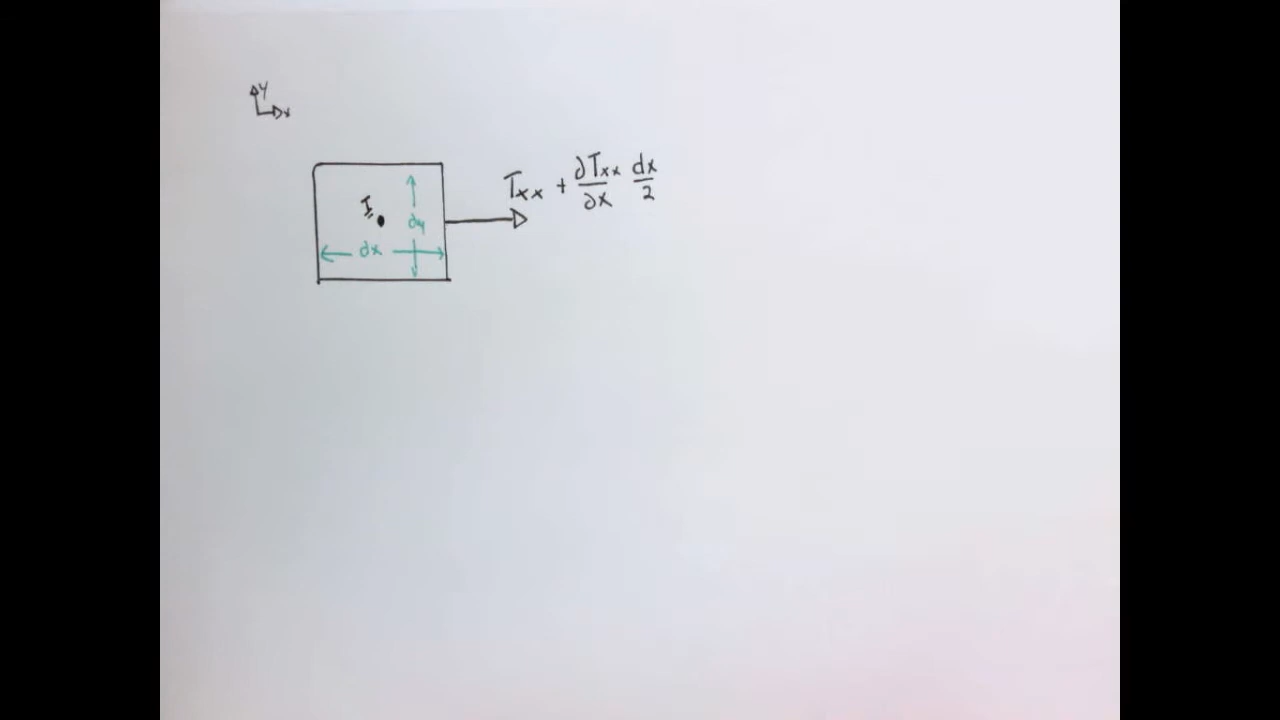 y
x
T
dy
dx
Txx + ∂Txx/∂x dx/2